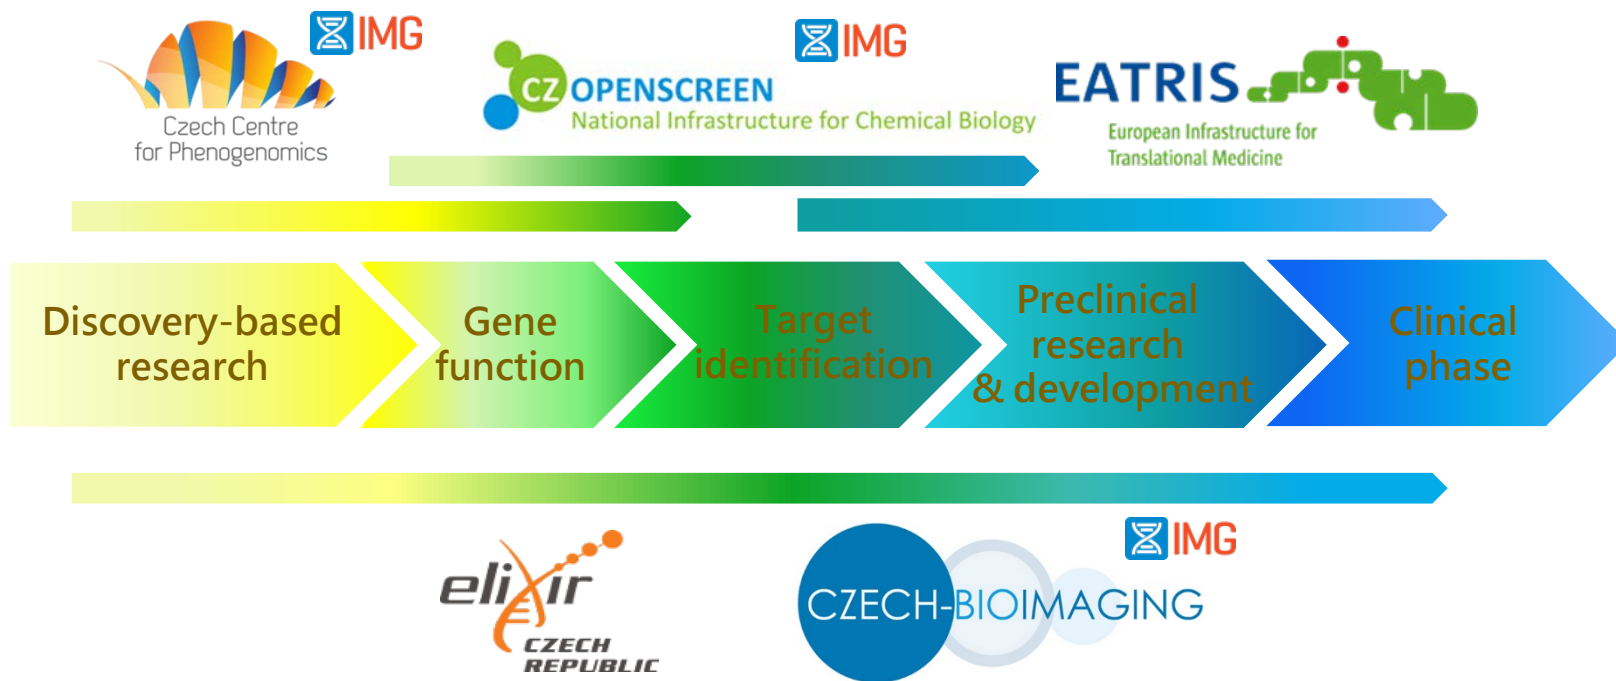 IMG
Czech Centre
for Phenogenomics
IMG
CZ OPENSCREEN
National Infrastructure for Chemical Biology
EATRIS
European Infrastructure for
Translational Medicine
Discovery-based
research
Gene
function
Target
identification
Preclinical
research
& development
Clinical
phase
elixir
CZECH
REPUBLIC
IMG
CZECH-BIOIMAGING